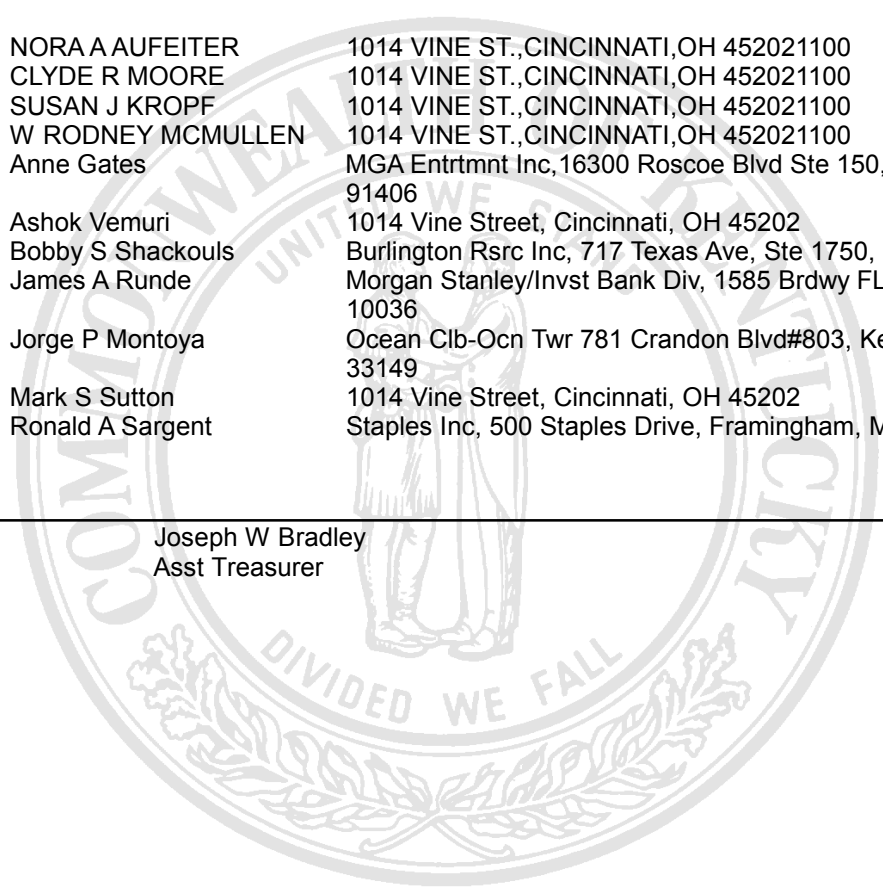 NORA A AUFEITER 1014 VINE ST.,CINCINNATI,OH 452021100
CLYDE R MOORE 1014 VINE ST.,CINCINNATI,OH 452021100
SUSAN J KROPF 1014 VINE ST.,CINCINNATI,OH 452021100
W RODNEY MCMULLEN 1014 VINE ST.,CINCINNATI,OH 452021100
Anne Gates MGA Entrtmnt Inc,16300 Roscoe Blvd Ste 150,
91406
Ashok Vemuri 1014 Vine Street, Cincinnati, OH 45202
Bobby S Shackouls Burlington Rsrc Inc, 717 Texas Ave, Ste 1750,
James A Runde Morgan Stanley/Invst Bank Div, 1585 Brdwy FL
10036
Jorge P Montoya Ocean Clb-Ocn Twr 781 Crandon Blvd#803, Ke
33149
Mark S Sutton 1014 Vine Street, Cincinnati, OH 45202
Ronald A Sargent Staples Inc, 500 Staples Drive, Framingham, M
Joseph W Bradley
Asst Treasurer
COMMONWEALTH OF KENTUCKY
UNITED WE STAND
DIVIDED WE FALL